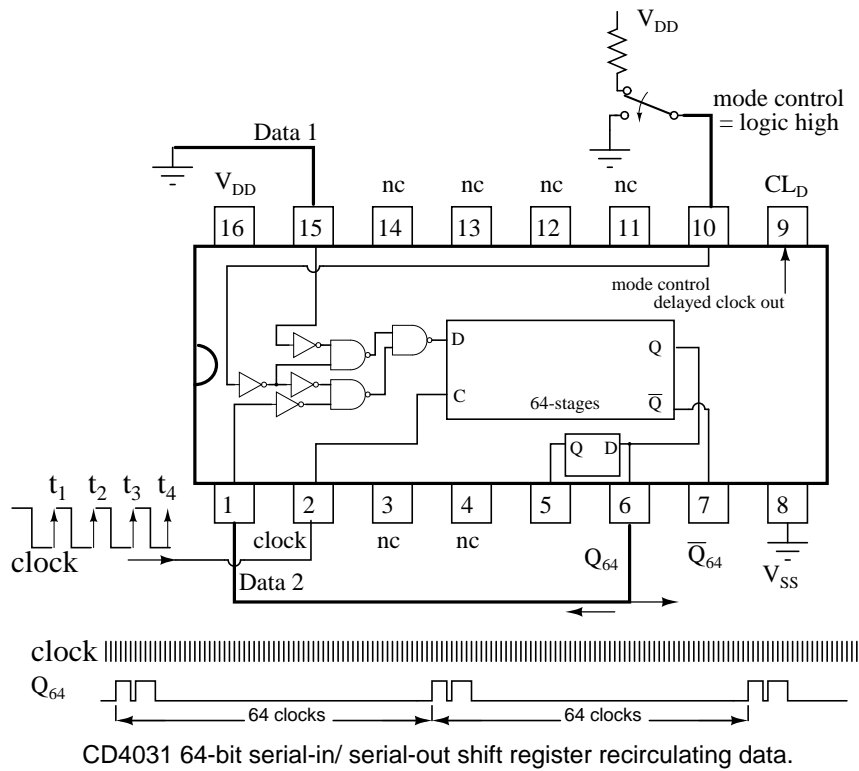 V_DD
mode control
= logic high
Data 1
V_DD
nc
nc
nc
nc
CL_D
16
15
14
13
12
11
10
9
mode control
delayed clock out
D
Q
C
64-stages
Q̅
Q
D
t₁ t₂ t₃ t₄
1
2
3
4
5
6
7
8
clock
clock
nc
nc
Q₆₄
Q̅₆₄
V_SS
Data 2
clock
Q₆₄
64 clocks
64 clocks
CD4031 64-bit serial-in/ serial-out shift register recirculating data.